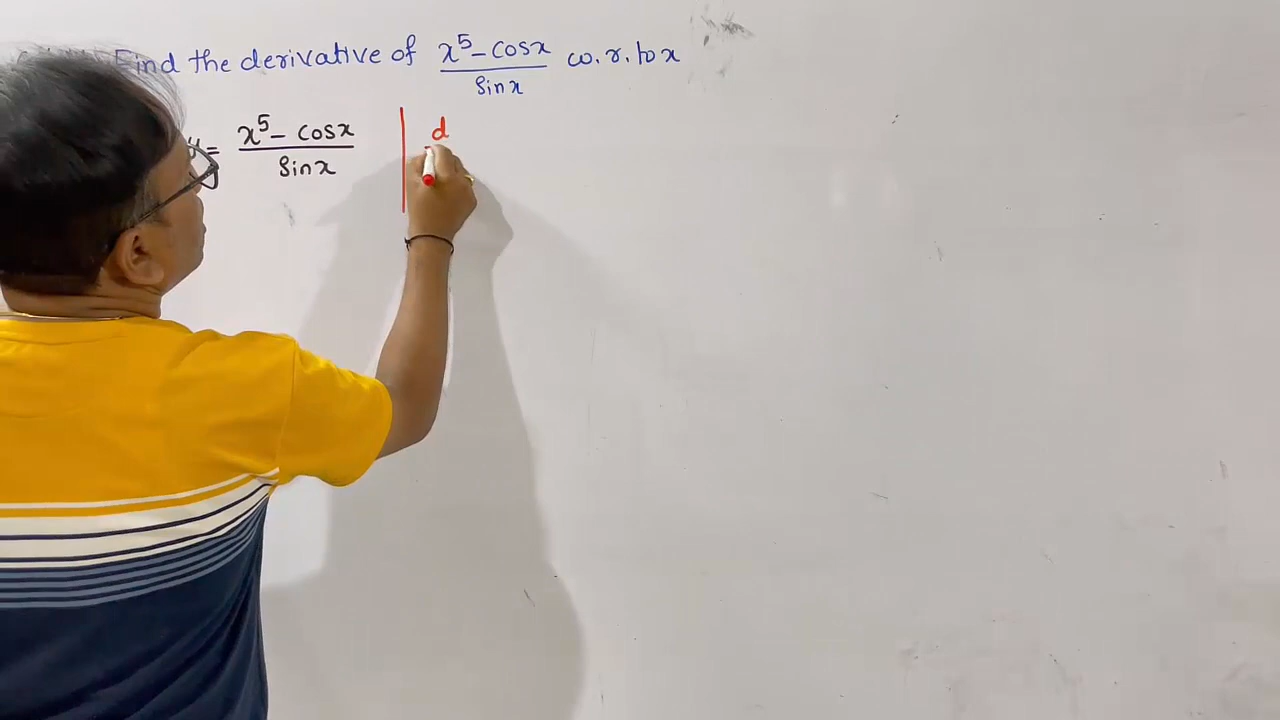 Find the derivative of x⁵ - cosx / sinx w.r.to x
y = x⁵ - cosx / sinx
d